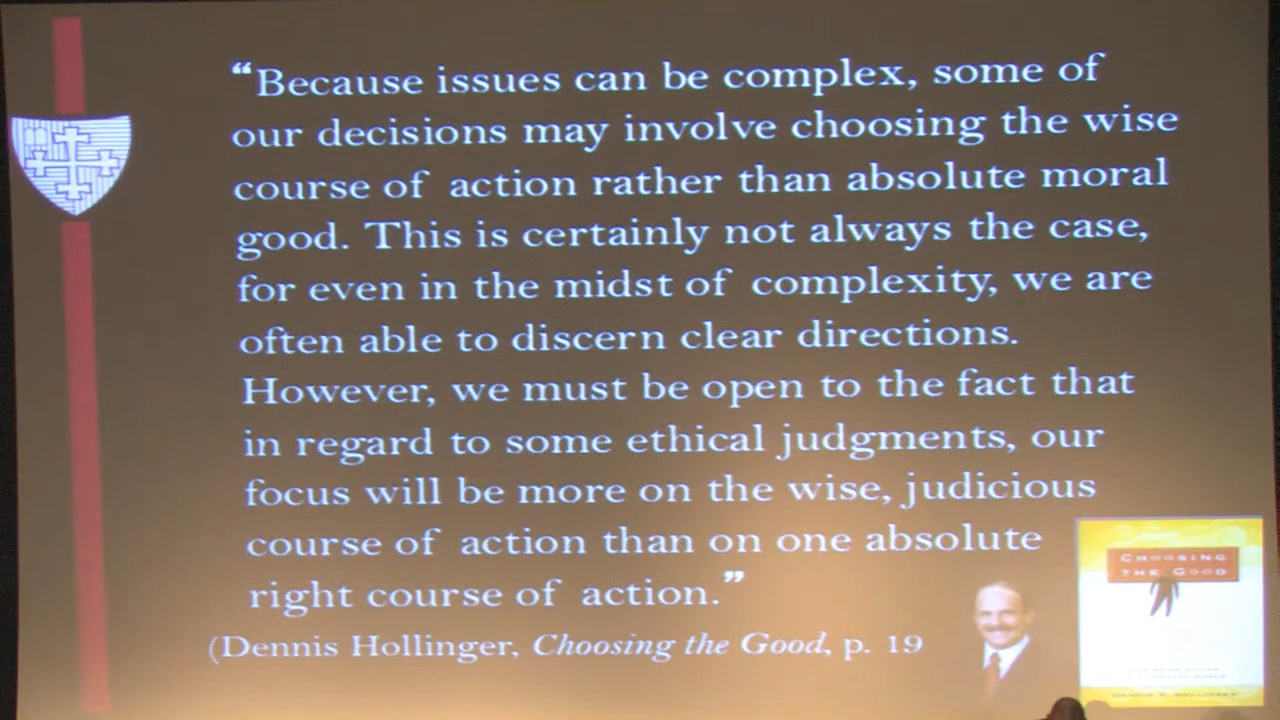 “Because issues can be complex, some of
our decisions may involve choosing the wise
course of action rather than absolute moral
good. This is certainly not always the case,
for even in the midst of complexity, we are
often able to discern clear directions.
However, we must be open to the fact that
in regard to some ethical judgments, our
focus will be more on the wise, judicious
course of action than on one absolute
right course of action.”
(Dennis Hollinger, Choosing the Good, p. 19
CHOOSING
THE GOOD